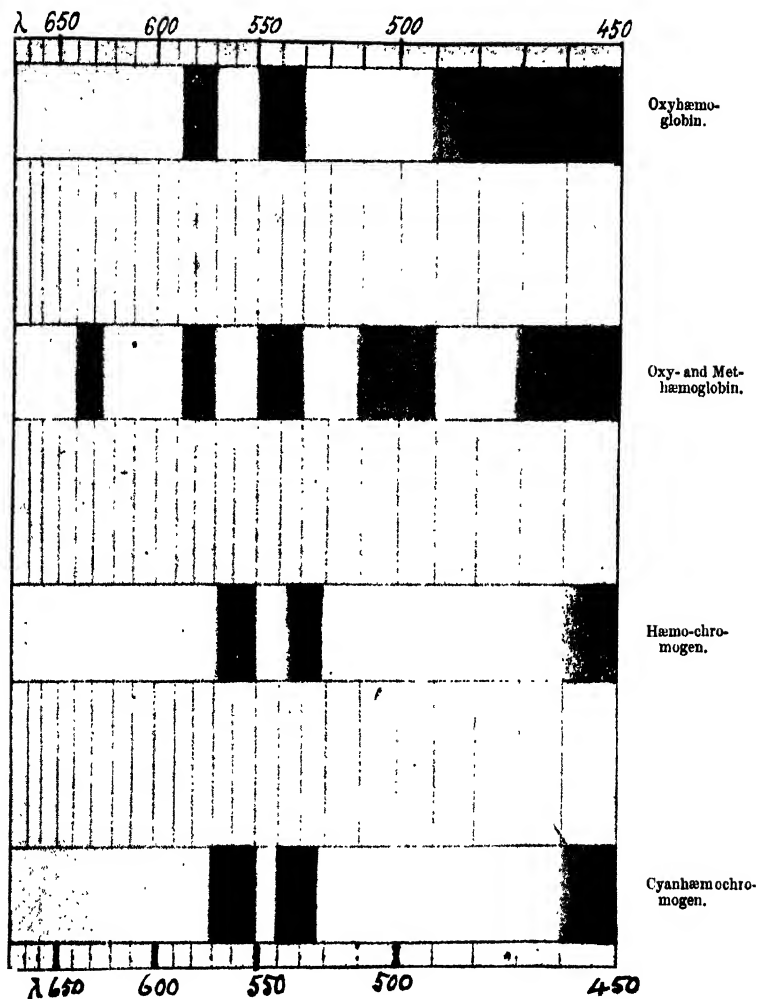 λ 650 600 550 500 450
Oxyhæmo-
globin.
Oxy- and Met-
hæmoglobin.
Hæmo-chro-
mogen.
Cyanhæmochro-
mogen.
λ 650 600 550 500 450